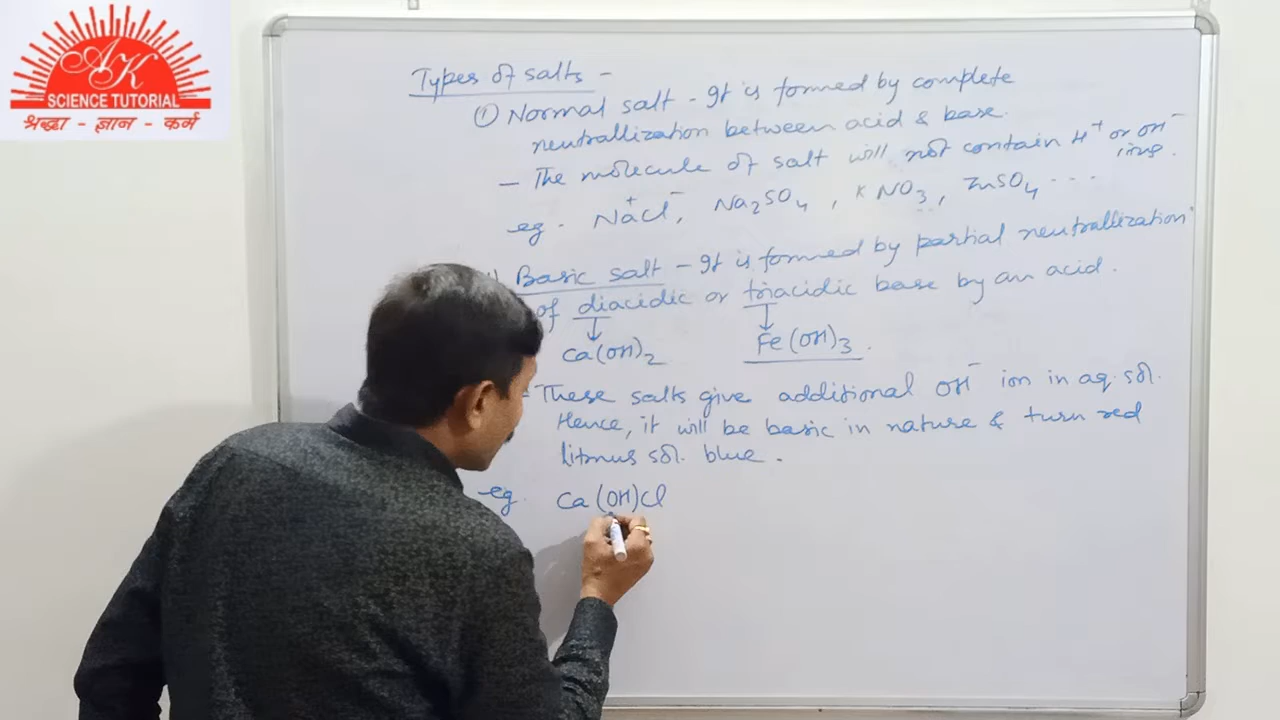 AK
SCIENCE TUTORIAL
श्रद्धा - ज्ञान - कर्म
Types of salts -
① Normal salt - It is formed by complete
neutrallization between acid & base.
- The molecule of salt will not contain H⁺ or OH⁻
ions.
eg. Na⁺Cl⁻, Na₂SO₄, KNO₃, ZnSO₄ ...
Basic salt - It is formed by partial neutrallization
of diacidic or triacidic base by an acid.
↓ ↓
Ca(OH)₂ Fe(OH)₃.
- These salts give additional OH⁻ ion in aq. sol.
Hence, it will be basic in nature & turn red
litmus sol. blue.
eg. Ca(OH)Cl